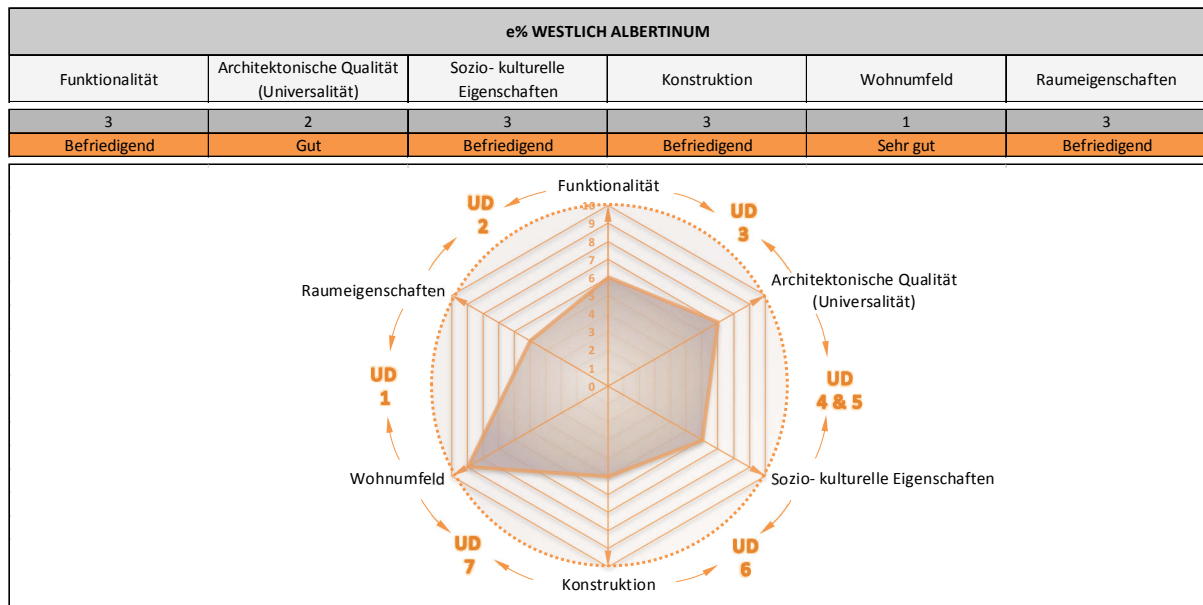 e% WESTLICH ALBERTINUM
Funktionalität
Architektonische Qualität
(Universalität)
Sozio- kulturelle
Eigenschaften
Konstruktion
Wohnumfeld
Raumeigenschaften
3
2
3
3
1
3
Befriedigend
Gut
Befriedigend
Befriedigend
Sehr gut
Befriedigend
Funktionalität
UD
2
UD
3
10
9
8
7
6
5
4
3
2
1
0
Raumeigenschaften
Architektonische Qualität
(Universalität)
UD
1
UD
4 & 5
Wohnumfeld
Sozio- kulturelle Eigenschaften
UD
7
UD
6
Konstruktion